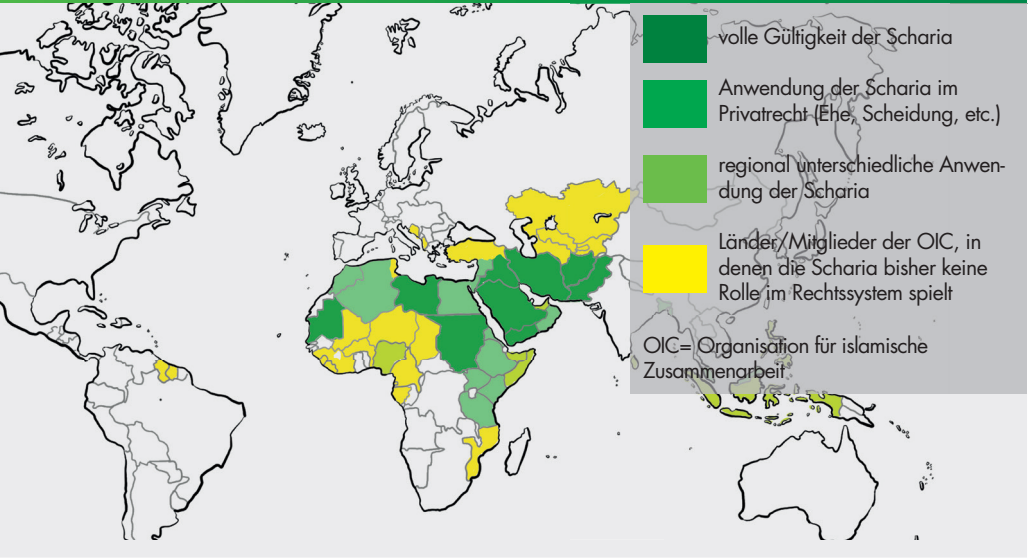 volle Gültigkeit der Scharia
Anwendung der Scharia im
Privatrecht (Ehe, Scheidung, etc.)
regional unterschiedliche Anwen-
dung der Scharia
Länder/Mitglieder der OIC, in
denen die Scharia bisher keine
Rolle im Rechtssystem spielt
OIC= Organisation für islamische
Zusammenarbeit